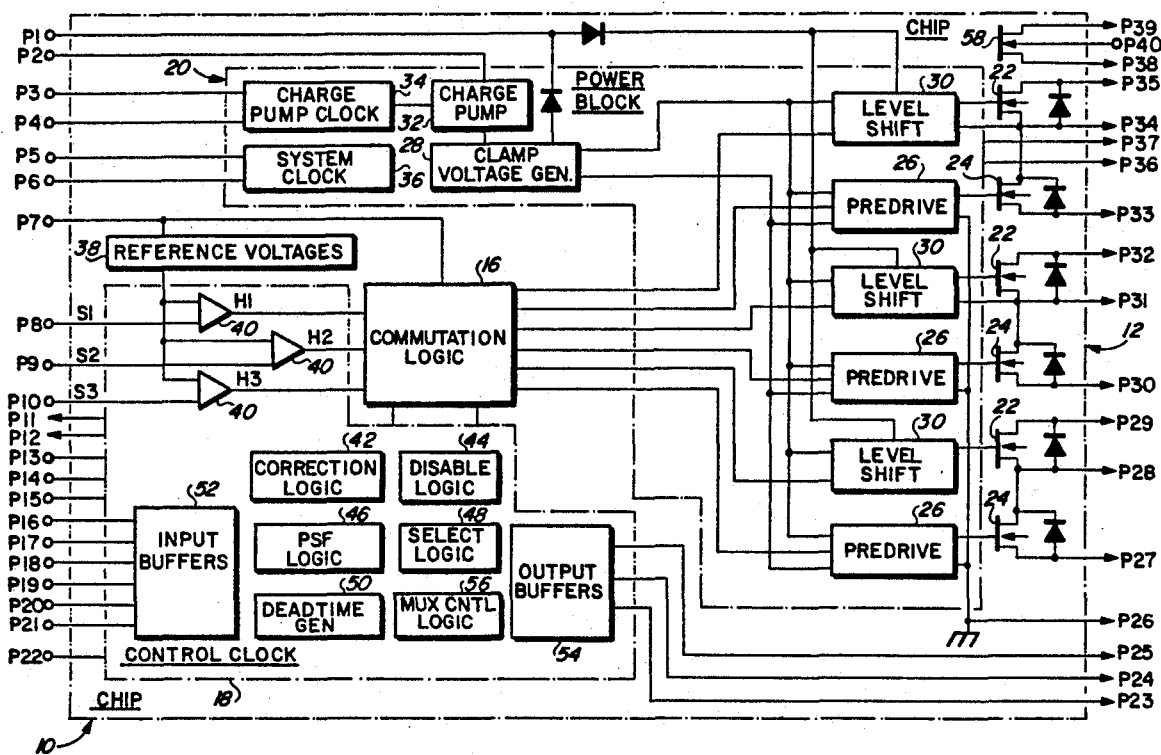 P1
P2
P3
P4
P5
P6
P7
P8
P9
P10
P11
P12
P13
P14
P15
P16
P17
P18
P19
P20
P21
P22
S1
S2
S3
20
CHARGE PUMP CLOCK
34
CHARGE PUMP
32
POWER BLOCK
SYSTEM CLOCK
36
28
CLAMP VOLTAGE GEN.
38
REFERENCE VOLTAGES
H1
40
H2
40
H3
40
16
COMMUTATION LOGIC
42
CORRECTION LOGIC
44
DISABLE LOGIC
46
PSF LOGIC
48
SELECT LOGIC
50
DEADTIME GEN
56
MUX CNTL LOGIC
52
INPUT BUFFERS
OUTPUT BUFFERS
54
CONTROL CLOCK
18
CHIP
10
CHIP
58
30
LEVEL SHIFT
22
26
PREDRIVE
24
30
LEVEL SHIFT
22
26
PREDRIVE
24
30
LEVEL SHIFT
22
26
PREDRIVE
24
12
P39
P40
P38
P35
P34
P37
P36
P33
P32
P31
P30
P29
P28
P27
P26
P25
P24
P23